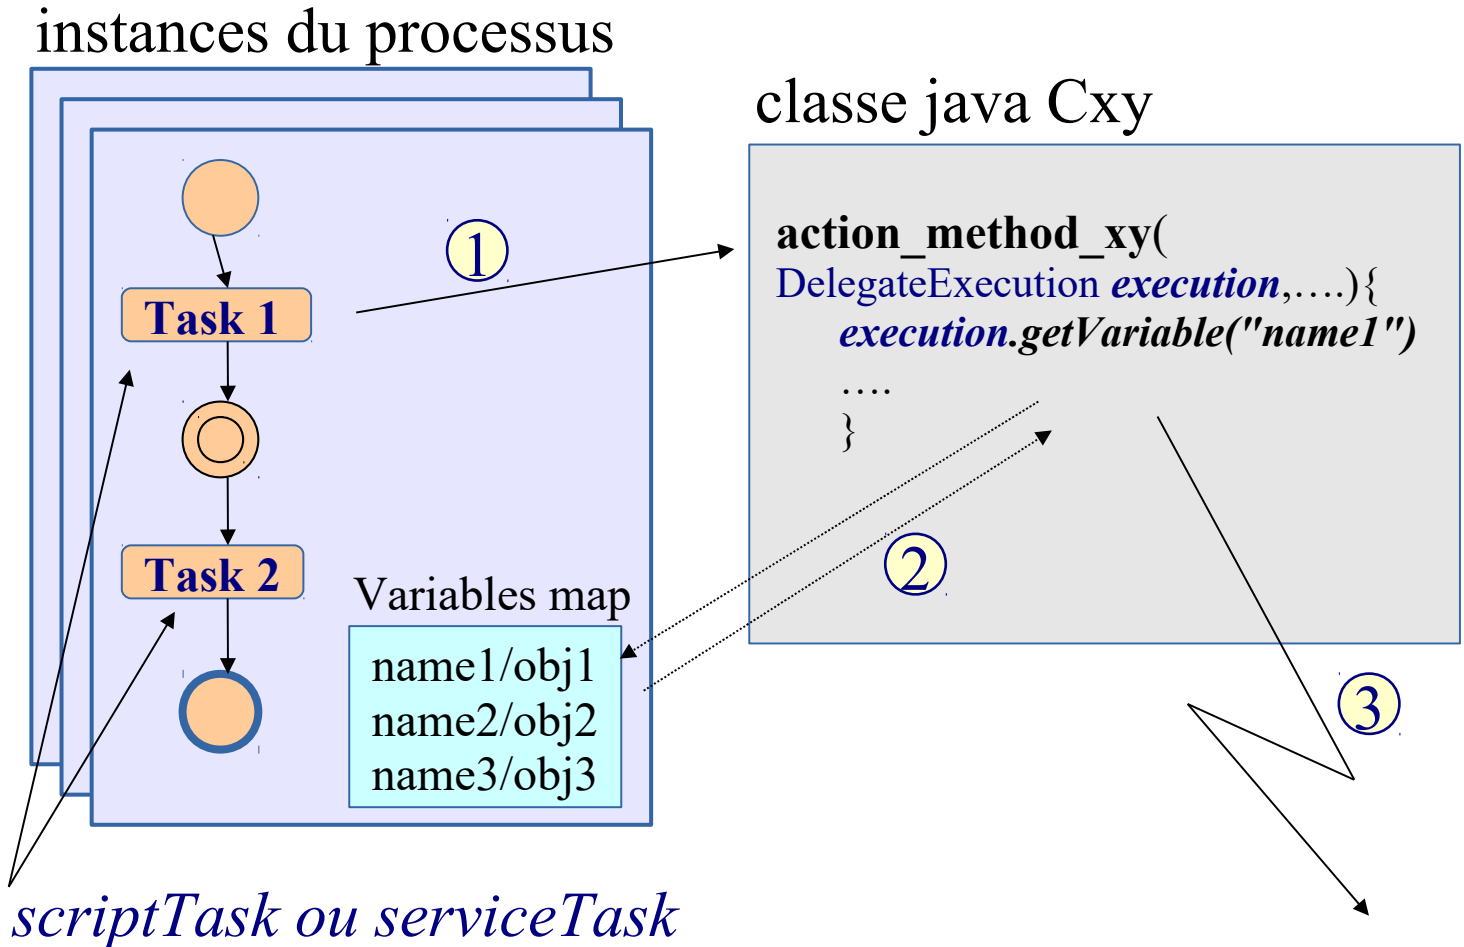 instances du processus
classe java Cxy
1
action_method_xy(
DelegateExecution execution,….){
execution.getVariable("name1")
….
}
Task 1
2
Task 2
Variables map
name1/obj1
name2/obj2
name3/obj3
3
scriptTask ou serviceTask